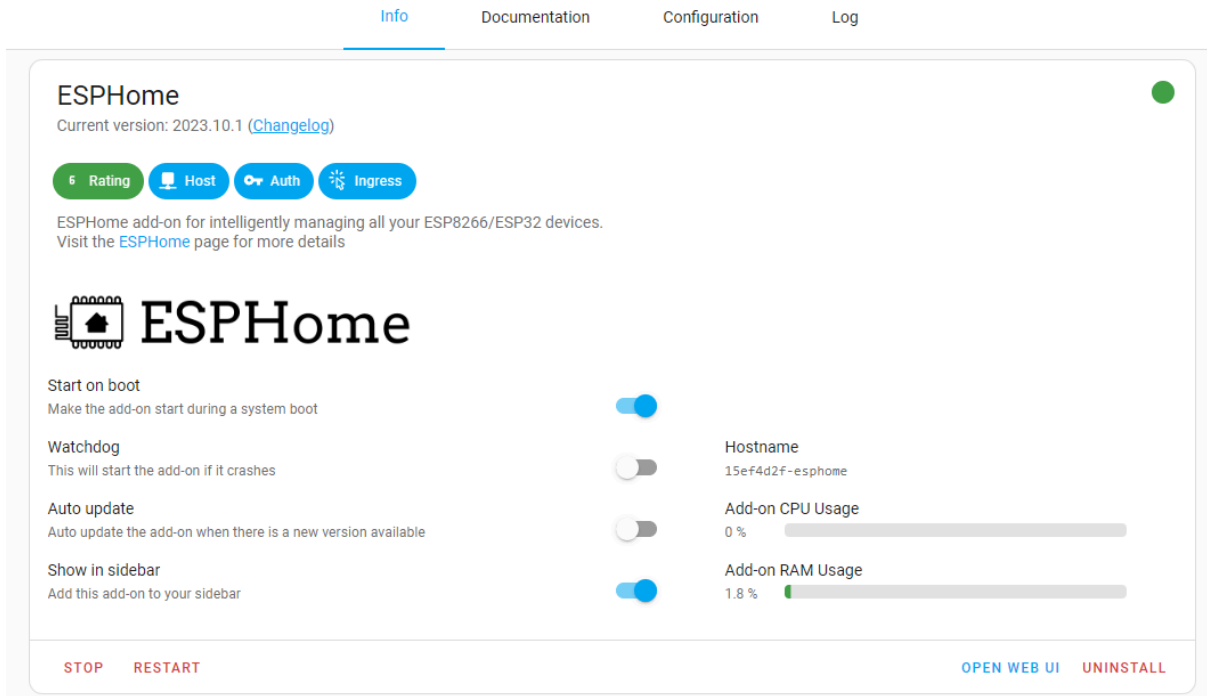 Info Documentation Configuration Log
ESPHome
Current version: 2023.10.1 (Changelog)
6 Rating Host Auth Ingress
ESPHome add-on for intelligently managing all your ESP8266/ESP32 devices.
Visit the ESPHome page for more details
ESPHome
Start on boot
Make the add-on start during a system boot
Watchdog
This will start the add-on if it crashes
Hostname
15ef4d2f-esphome
Auto update
Auto update the add-on when there is a new version available
Add-on CPU Usage
0 %
Show in sidebar
Add this add-on to your sidebar
Add-on RAM Usage
1.8 %
STOP RESTART OPEN WEB UI UNINSTALL